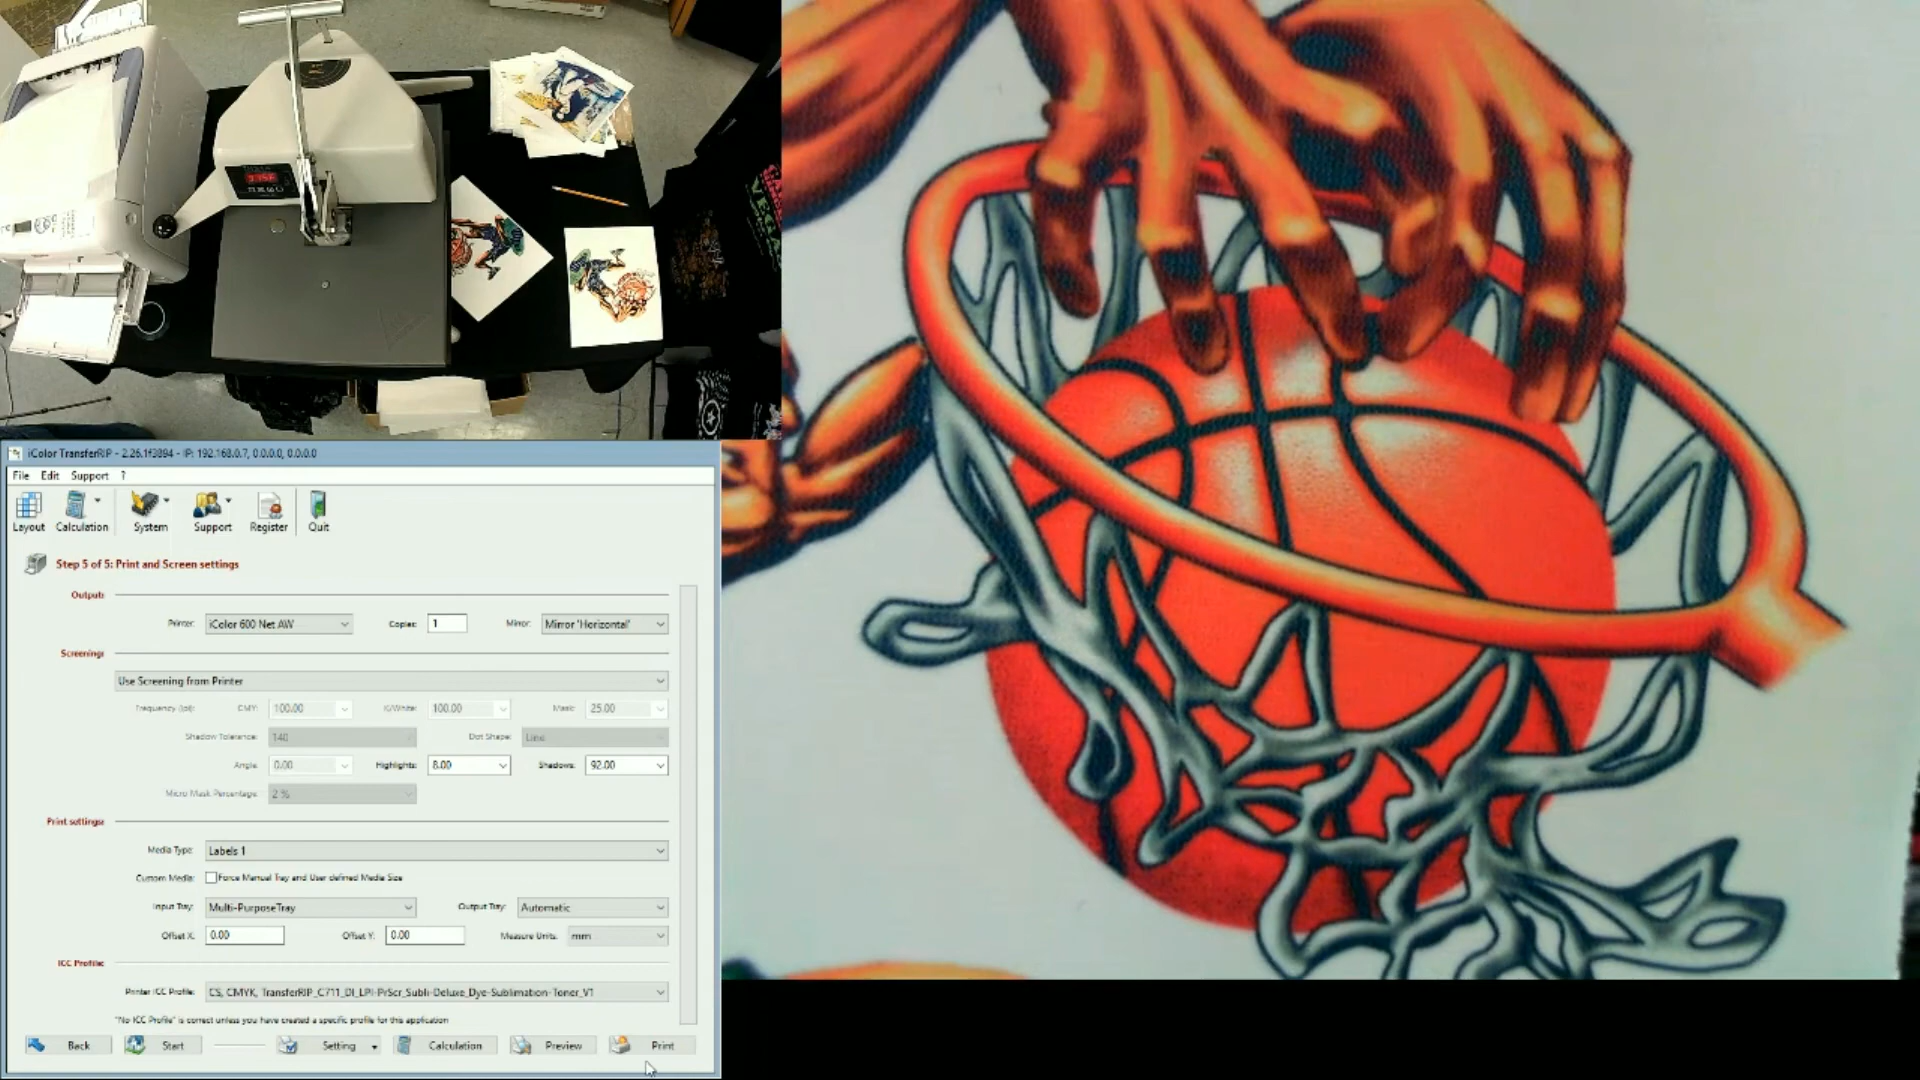 iColor TransferRIP - 2.26.1f3894 - IP: 192.168.0.7, 0.0.0.0, 0.0.0.0
File Edit Support ?
Layout Calculation System Support Register Quit
Step 5 of 5: Print and Screen settings
Output:
Printer: iColor 600 Net AW Copies: 1 Mirror: Mirror 'Horizontal'
Screening:
Use Screening from Printer
Frequency (lpi): CMY: 100.00 K/White: 100.00 Mask: 25.00
Shadow Tolerance: 140 Dot Shape: Line
Angle: 0.00 Highlights: 8.00 Shadows: 92.00
Micro Mask Percentage: 2 %
Print settings:
Media Type: Labels 1
Custom Media: Force Manual Tray and User defined Media Size
Input Tray: Multi-PurposeTray Output Tray: Automatic
Offset X: 0.00 Offset Y: 0.00 Measure Units: mm
ICC Profile:
Printer ICC Profile: CS, CMYK, TransferRIP_C711_DI_LPI-PrScr_Subli-Deluxe_Dye-Sublimation-Toner_V1
"No ICC Profile" is correct unless you have created a specific profile for this application
Back Start Setting Calculation Preview Print